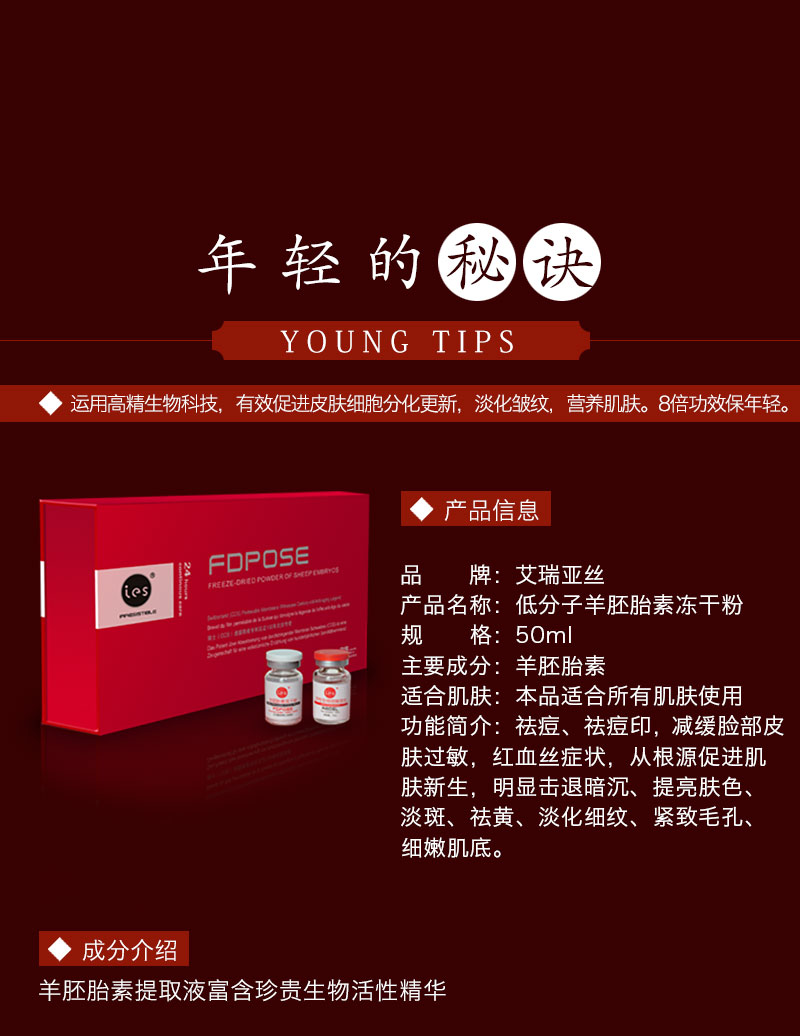 年轻的秘诀
YOUNG TIPS
运用高精生物科技，有效促进皮肤细胞分化更新，淡化皱纹，营养肌肤。8倍功效保年轻。
24 hours
continuous care
ies®
IRRESISTIBLE
FDPOSE
FREEZE-DRIED POWDER OF SHEEP EMBRYOS
ies
FDPOSE
ies
产品信息
品 牌：艾瑞亚丝
产品名称：低分子羊胚胎素冻干粉
规 格：50ml
主要成分：羊胚胎素
适合肌肤：本品适合所有肌肤使用
功能简介：祛痘、祛痘印，减缓脸部皮
肤过敏，红血丝症状，从根源促进肌
肤新生，明显击退暗沉、提亮肤色、
淡斑、祛黄、淡化细纹、紧致毛孔、
细嫩肌底。
成分介绍
羊胚胎素提取液富含珍贵生物活性精华